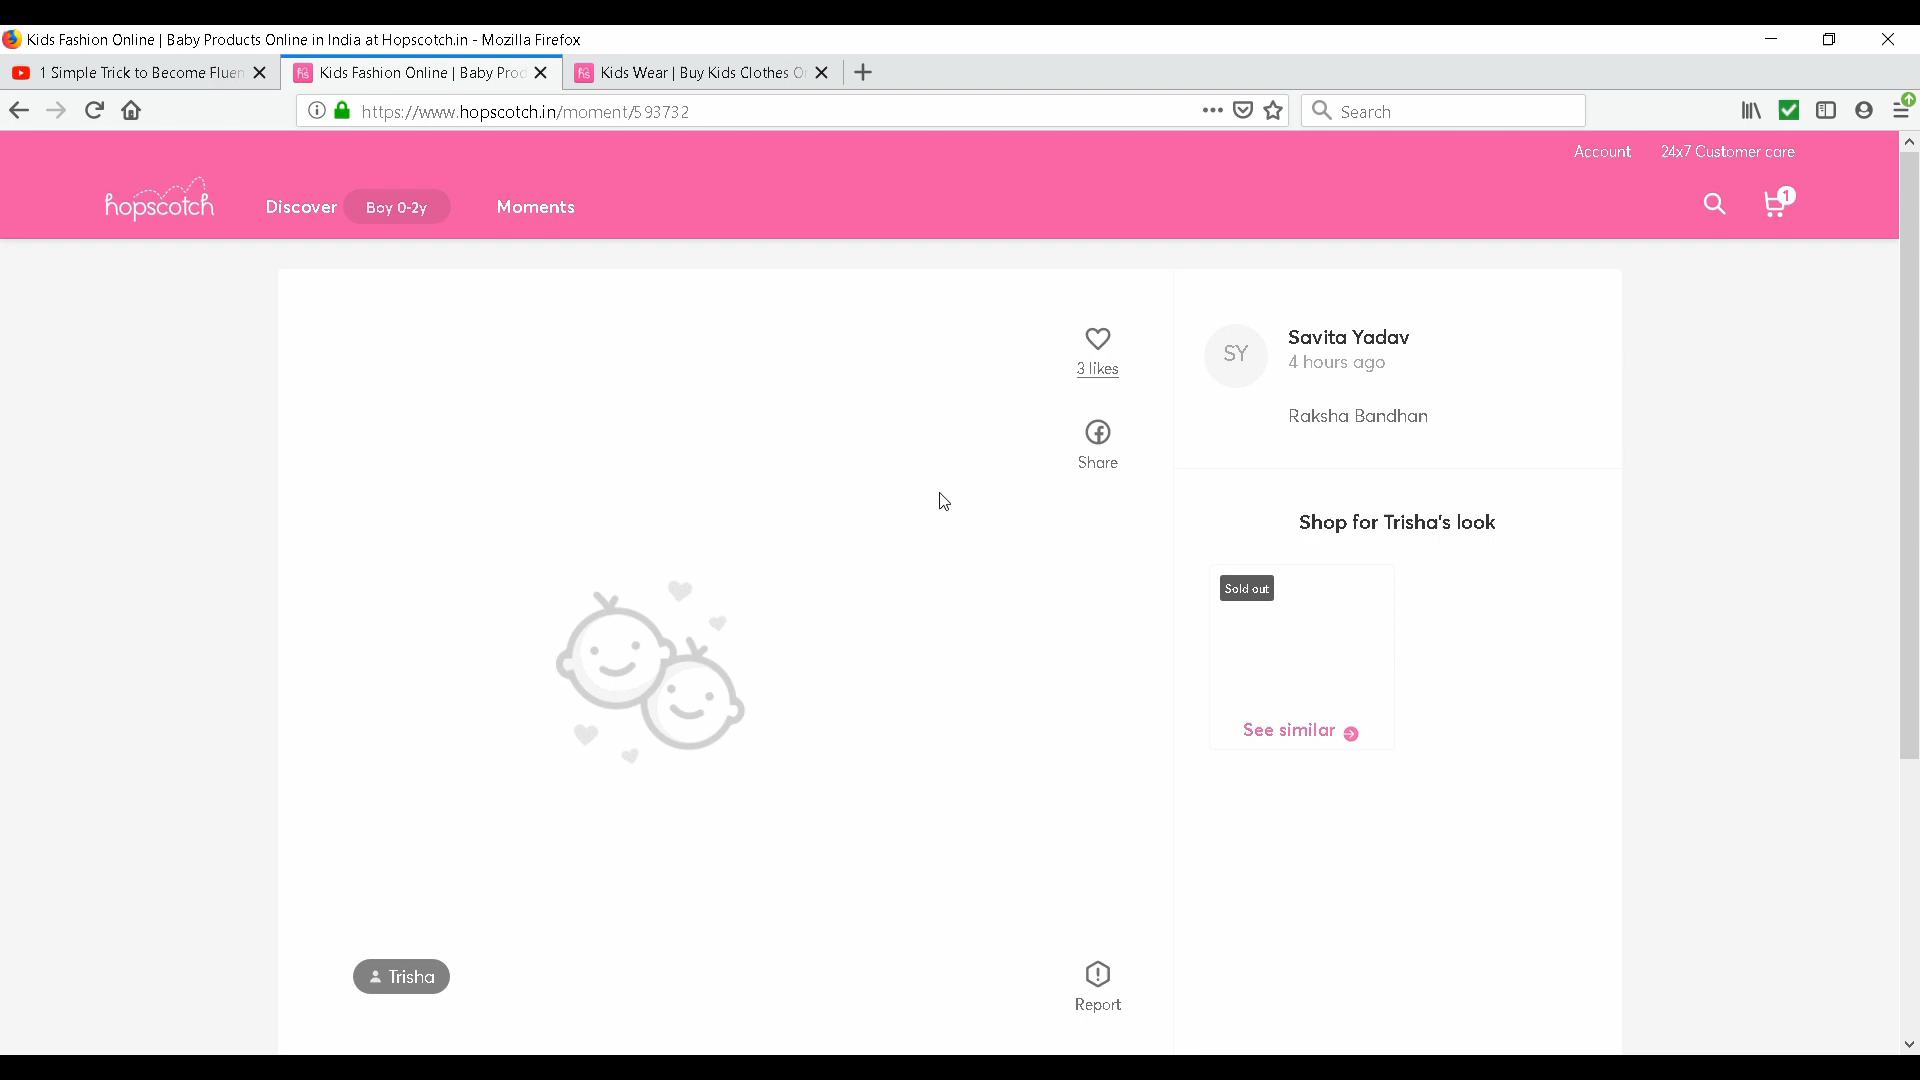 Kids Fashion Online | Baby Products Online in India at Hopscotch.in - Mozilla Firefox
1 Simple Trick to Become Fluen
Kids Fashion Online | Baby Prod
Kids Wear | Buy Kids Clothes O
https://www.hopscotch.in/moment/593732
Search
Account
24x7 Customer care
hopscotch
Discover
Boy 0-2y
Moments
1
3 likes
Share
SY
Savita Yadav
4 hours ago
Raksha Bandhan
Shop for Trisha's look
Sold out
See similar
Trisha
Report